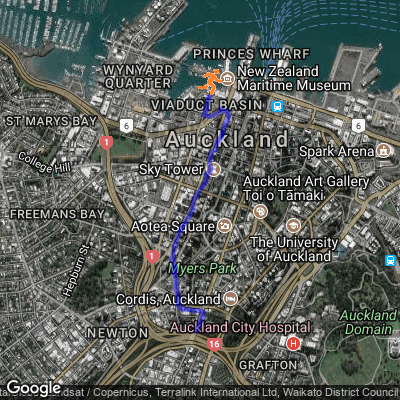 PRINCES WHARF
WYNYARD
QUARTER
New Zealand
Maritime Museum
VIADUCT BASIN
ST MARYS BAY
6
6
1
Auckland
College Hill
Spark Arena
Sky Tower
Auckland Art Gallery
Toi o Tāmaki
FREEMANS BAY
Aotea Square
The University
of Auckland
1
Hepburn St
Myers Park
Cordis, Auckland
Auckland
Domain
NEWTON
Auckland City Hospital
16
H
GRAFTON
Google
Landsat / Copernicus, Terralink International Ltd, Waikato District Council